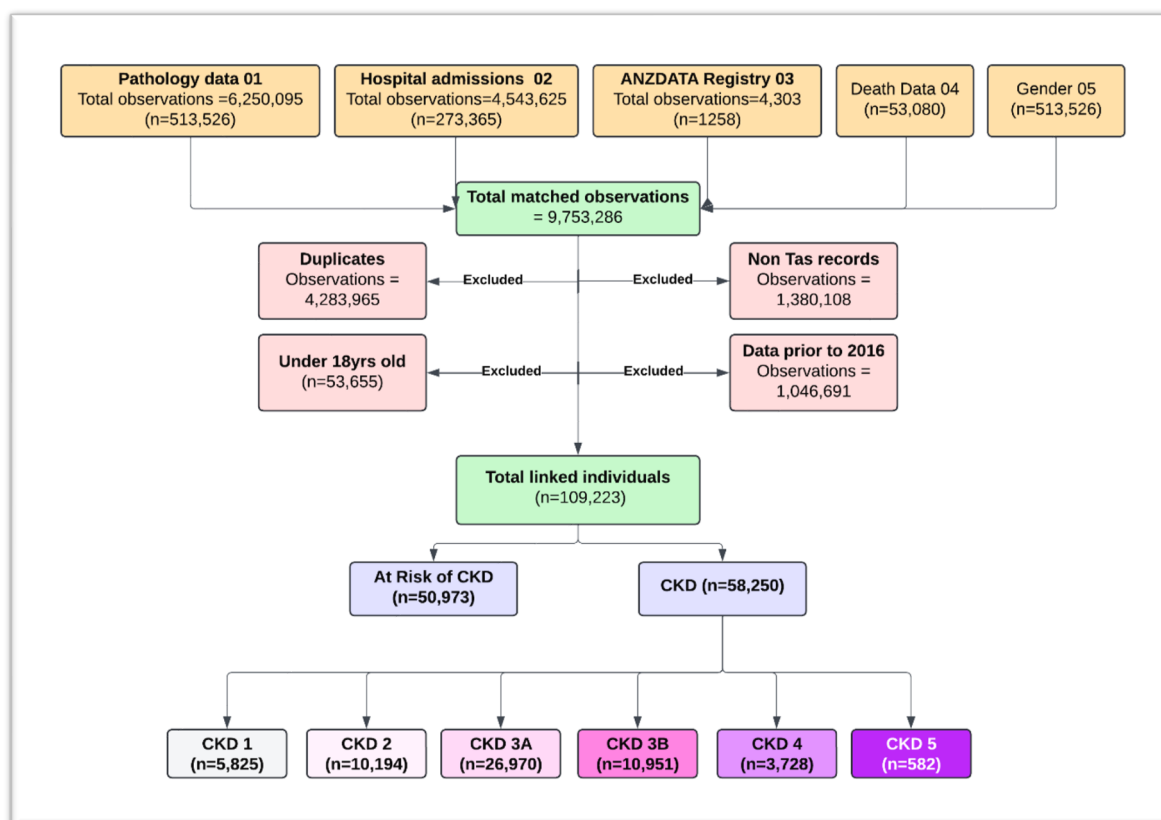 Pathology data 01
Total observations =6,250,095
(n=513,526)
Hospital admissions  02
Total observations=4,543,625
(n=273,365)
ANZDATA Registry 03
Total observations=4,303
(n=1258)
Death Data 04
(n=53,080)
Gender 05
(n=513,526)
Total matched observations
= 9,753,286
Duplicates
Observations =
4,283,965
Excluded
Excluded
Non Tas records
Observations =
1,380,108
Under 18yrs old
(n=53,655)
Excluded
Excluded
Data prior to 2016
Observations =
1,046,691
Total linked individuals
(n=109,223)
At Risk of CKD
(n=50,973)
CKD (n=58,250)
CKD 1
(n=5,825)
CKD 2
(n=10,194)
CKD 3A
(n=26,970)
CKD 3B
(n=10,951)
CKD 4
(n=3,728)
CKD 5
(n=582)